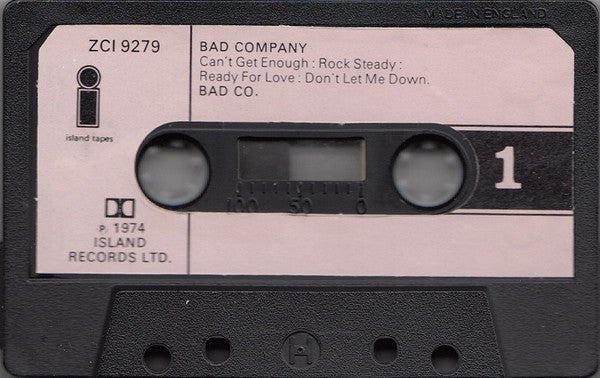 MADE IN ENGLAND
ZCI 9279
BAD COMPANY
Can't Get Enough : Rock Steady :
Ready For Love : Don't Let Me Down.
BAD CO.
i
island tapes
1
100 50 0
DD
℗ 1974
ISLAND
RECORDS LTD.
H